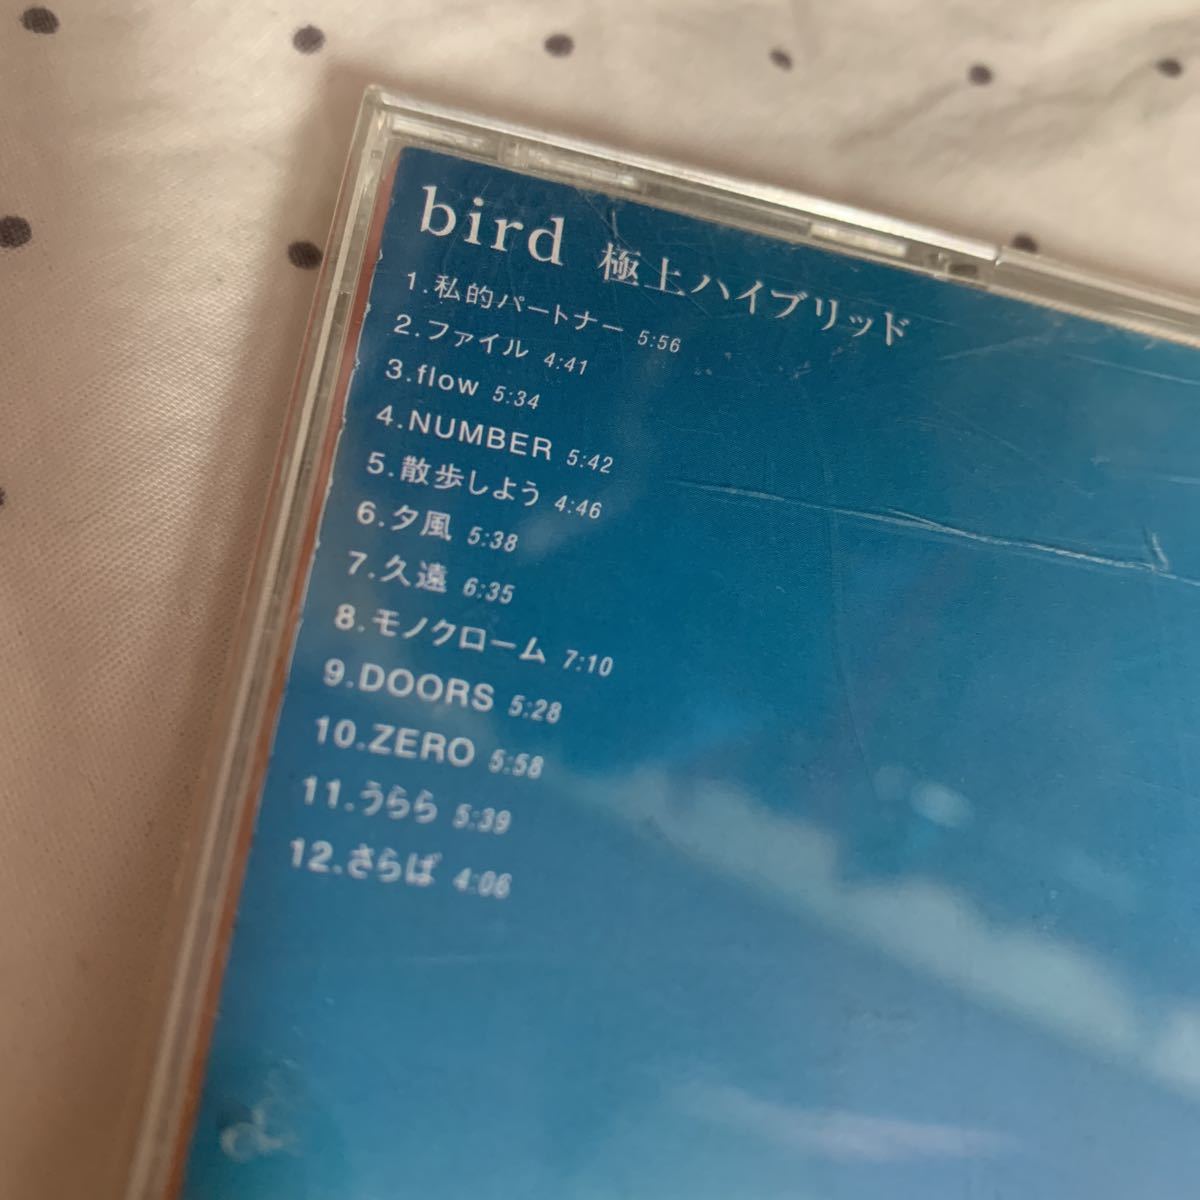 bird 極上ハイブリッド
1.私的パートナー 5:56
2.ファイル 4:41
3.flow 5:34
4.NUMBER 5:42
5.散歩しよう 4:46
6.夕風 5:38
7.久遠 6:35
8.モノクローム 7:10
9.DOORS 5:28
10.ZERO 5:58
11.うらら 5:39
12.さらば 4:06